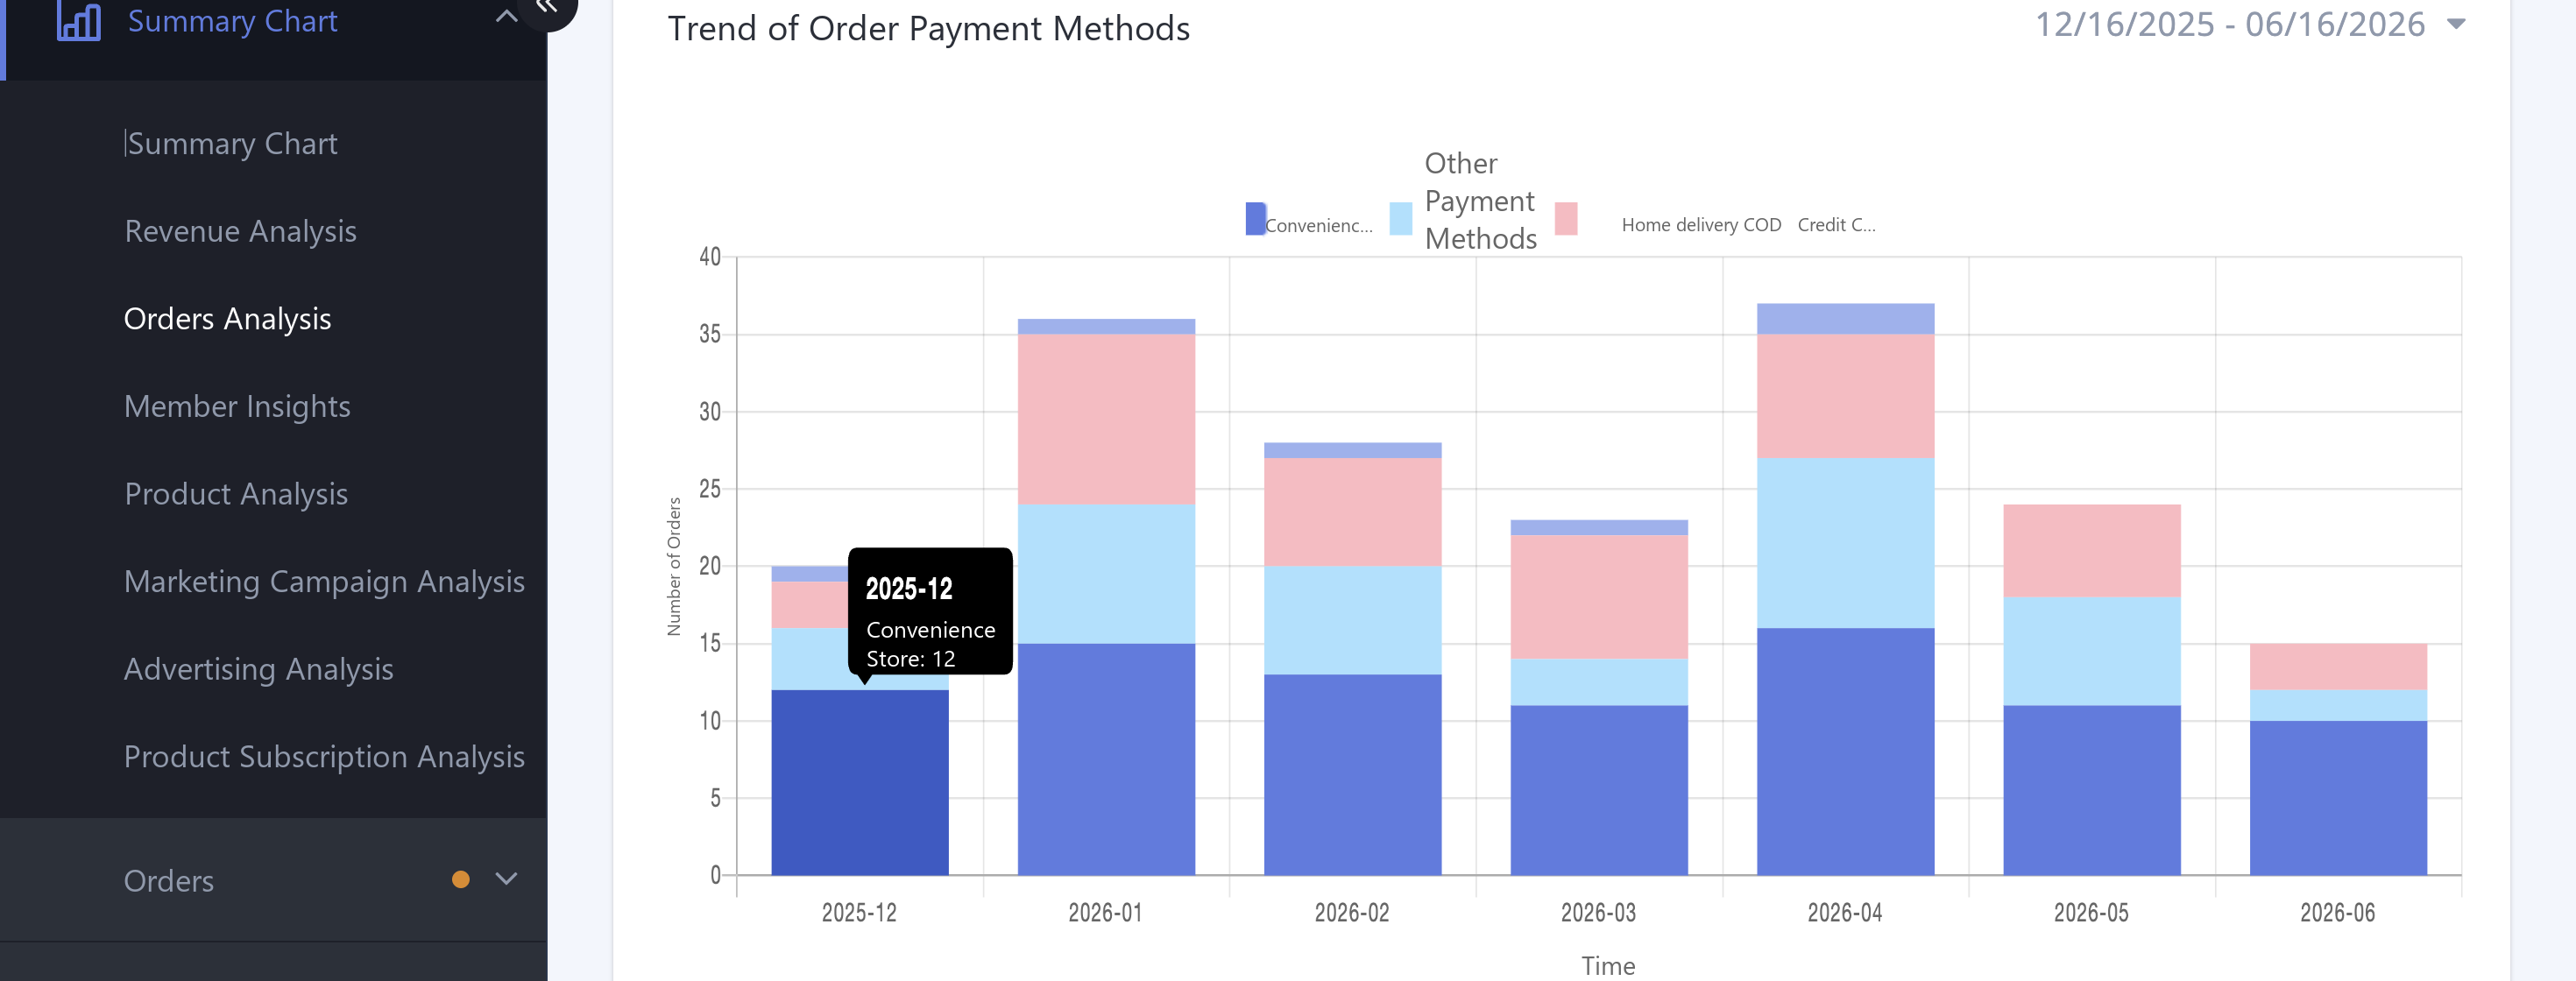 Summary Chart
Summary Chart
Revenue Analysis
Orders Analysis
Member Insights
Product Analysis
Marketing Campaign Analysis
Advertising Analysis
Product Subscription Analysis
Orders
Trend of Order Payment Methods
12/16/2025 - 06/16/2026
Convenienc...
Other
Payment
Methods
Home delivery COD
Credit C...
Number of Orders
40
35
30
25
20
15
10
5
0
2025-12
Convenience
Store: 12
2025-12
2026-01
2026-02
2026-03
2026-04
2026-05
2026-06
Time